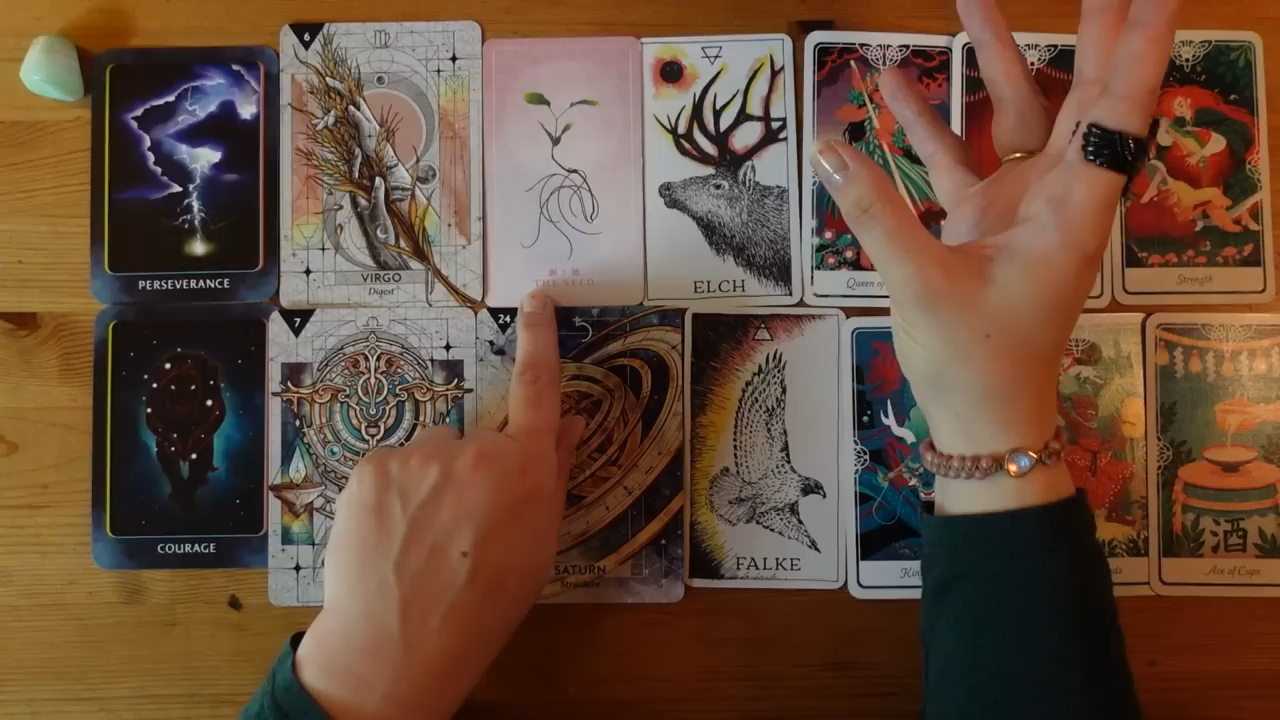 6
PERSEVERANCE
VIRGO
Digest
THE SEED
ELCH
Queen of
Strength
7
24
COURAGE
SATURN
Structure
FALKE
酒
Ace of Cups